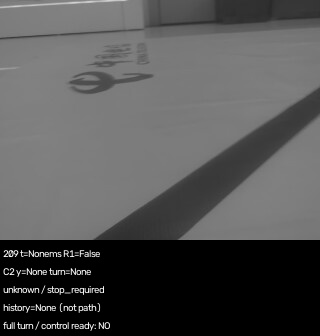 209 t=Nonems R1=False
C2 y=None turn=None
unknown / stop_required
history=None (not path)
full turn / control ready: NO